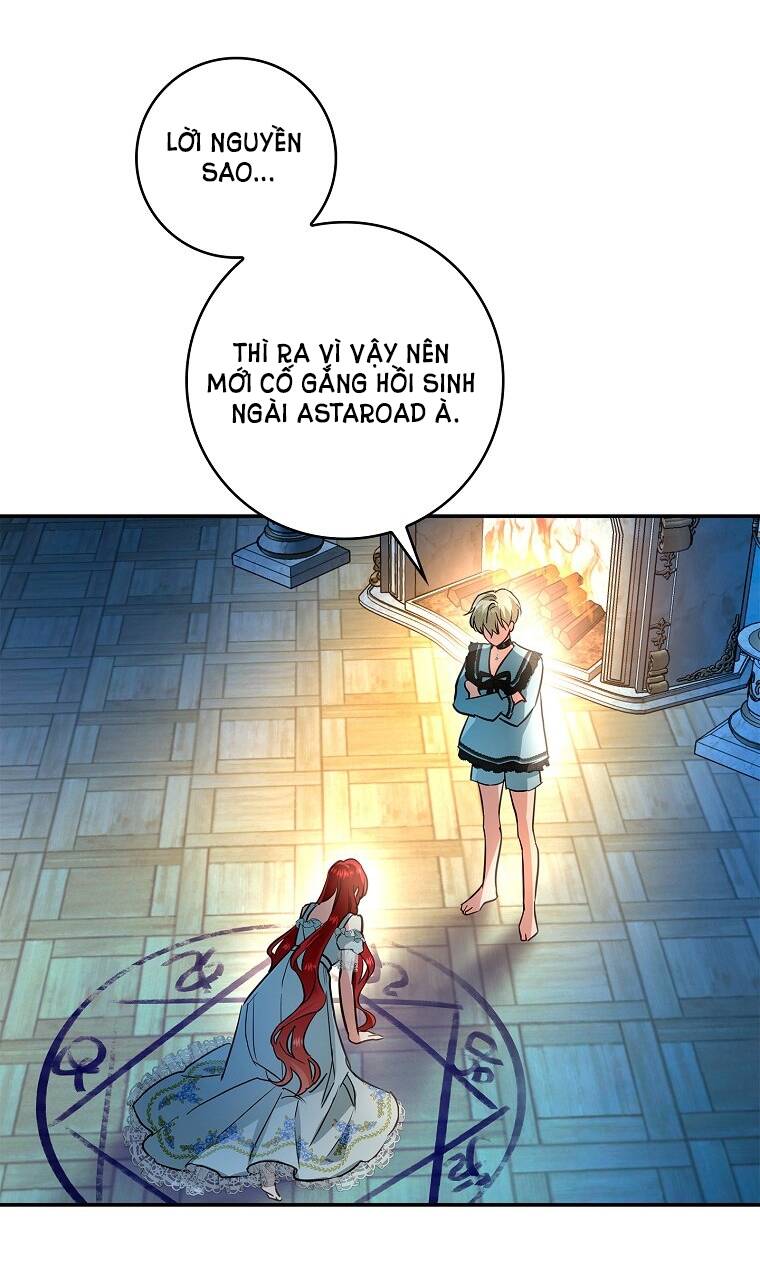 LỜI NGUYỀN
SAO...
THÌ RA VÌ VẬY NÊN
MỚI CỐ GẮNG HỒI SINH
NGÀI ASTAROAD À.